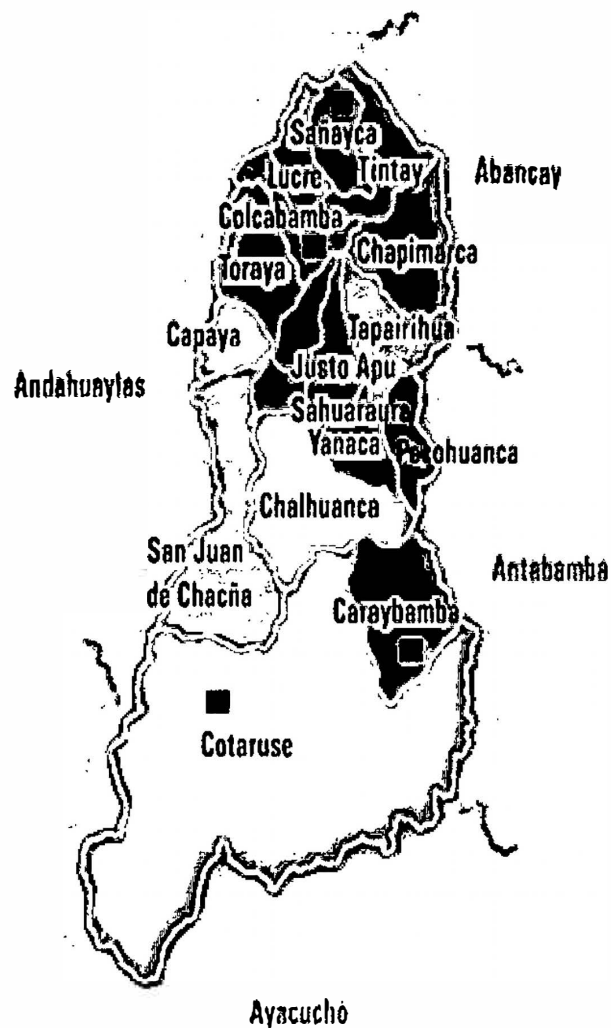 Sañayca
Lucre
Tintay
Abancay
Colcabamba
Toraya
Chapimarca
Capaya
Tapairihua
Andahuaylas
Justo Apu
Sahuaraura
Yanaca
Pocohuanca
Chalhuanca
San Juan
de Chacña
Antabamba
Caraybamba
Cotaruse
Ayacucho